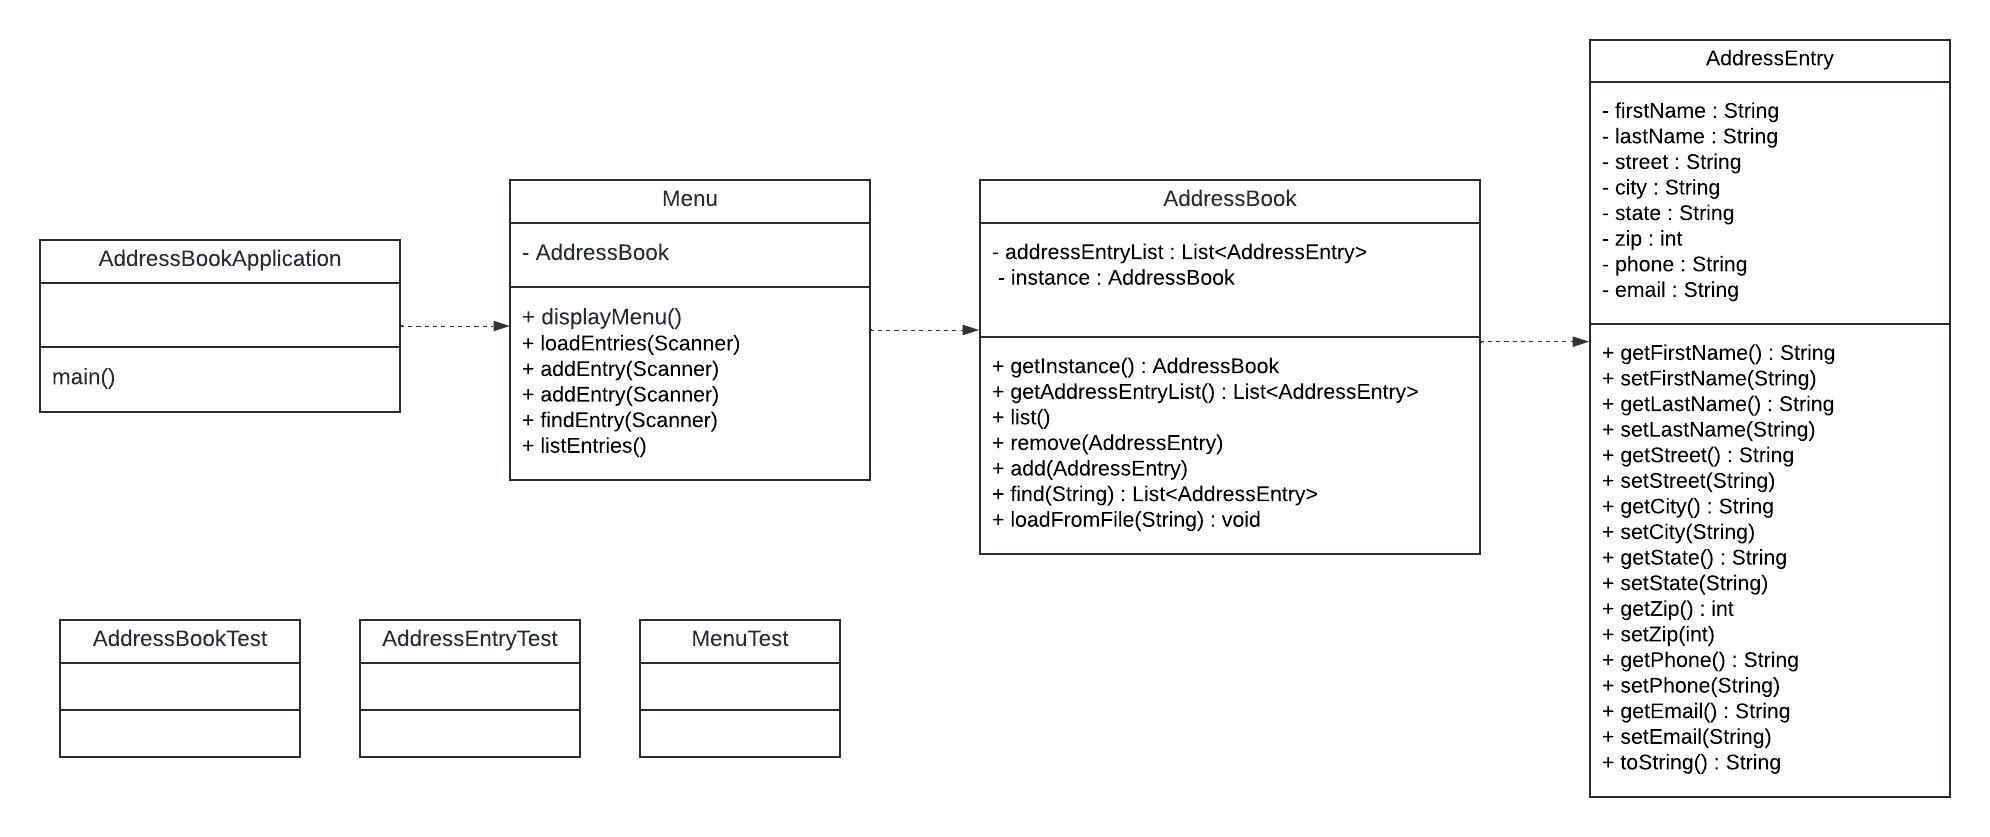 AddressBookApplication
main()
Menu
- AddressBook
+ displayMenu()
+ loadEntries(Scanner)
+ addEntry(Scanner)
+ addEntry(Scanner)
+ findEntry(Scanner)
+ listEntries()
AddressBook
- addressEntryList : List<AddressEntry>
- instance : AddressBook
+ getInstance() : AddressBook
+ getAddressEntryList() : List<AddressEntry>
+ list()
+ remove(AddressEntry)
+ add(AddressEntry)
+ find(String) : List<AddressEntry>
+ loadFromFile(String) : void
AddressEntry
- firstName : String
- lastName : String
- street : String
- city : String
- state : String
- zip : int
- phone : String
- email : String
+ getFirstName() : String
+ setFirstName(String)
+ getLastName() : String
+ setLastName(String)
+ getStreet() : String
+ setStreet(String)
+ getCity() : String
+ setCity(String)
+ getState() : String
+ setState(String)
+ getZip() : int
+ setZip(int)
+ getPhone() : String
+ setPhone(String)
+ getEmail() : String
+ setEmail(String)
+ toString() : String
AddressBookTest
AddressEntryTest
MenuTest